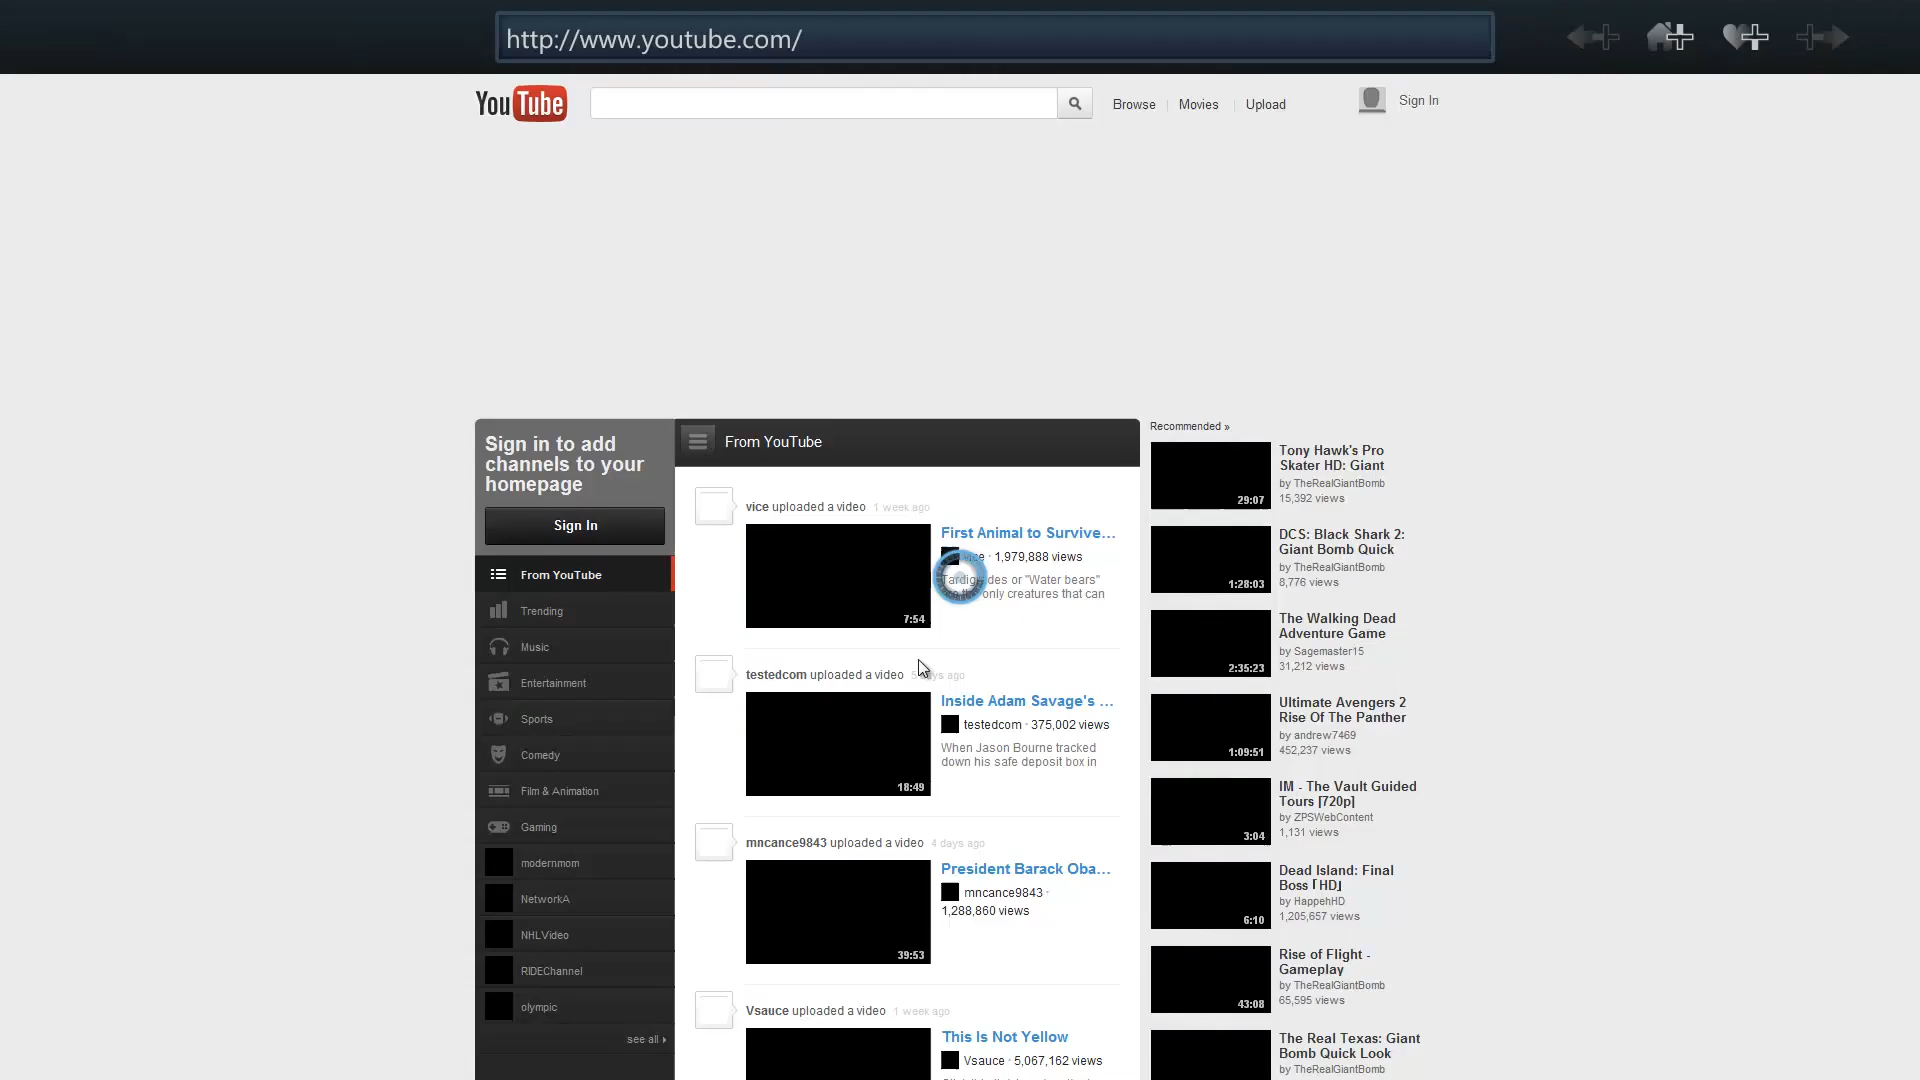 http://www.youtube.com/
YouTube
Browse
Movies
Upload
Sign In
Sign in to add
channels to your
homepage
Sign In
From YouTube
Trending
Music
Entertainment
Sports
Comedy
Film & Animation
Gaming
modernmom
NetworkA
NHLVideo
RIDEChannel
olympic
see all
From YouTube
vice uploaded a video 1 week ago
7:54
First Animal to Survive...
1,979,888 views
"Water bears"
only creatures that can
testedcom uploaded a video ago
18:49
Inside Adam Savage's ...
testedcom · 375,002 views
When Jason Bourne tracked
down his safe deposit box in
mncance9843 uploaded a video 4 days ago
39:53
President Barack Oba...
mncance9843 ·
1,288,860 views
Vsauce uploaded a video 1 week ago
This Is Not Yellow
Vsauce · 5,067,162 views
Recommended »
29:07
Tony Hawk's Pro
Skater HD: Giant
by TheRealGiantBomb
15,392 views
1:28:03
DCS: Black Shark 2:
Giant Bomb Quick
by TheRealGiantBomb
8,776 views
2:35:23
The Walking Dead
Adventure Game
by Sagemaster15
31,212 views
1:09:51
Ultimate Avengers 2
Rise Of The Panther
by andrew7469
452,237 views
3:04
IM - The Vault Guided
Tours [720p]
by ZPSWebContent
1,131 views
6:10
Dead Island: Final
Boss「HD」
by HappehHD
1,205,657 views
43:08
Rise of Flight -
Gameplay
by TheRealGiantBomb
65,595 views
The Real Texas: Giant
Bomb Quick Look
by TheRealGiantBomb